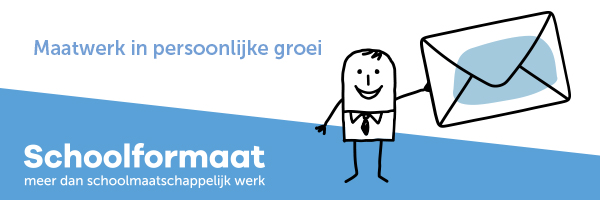 Maatwerk in persoonlijke groei
Schoolformaat
meer dan schoolmaatschappelijk werk